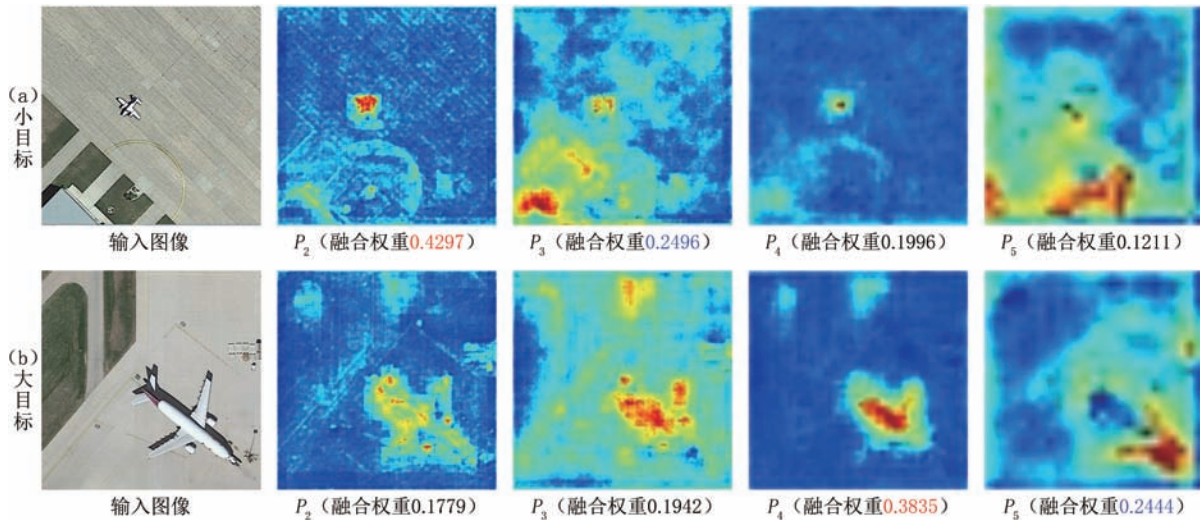 (a)小目标
输入图像
P₂(融合权重0.4297)
P₃(融合权重0.2496)
P₄(融合权重0.1996)
P₅(融合权重0.1211)
(b)大目标
输入图像
P₂(融合权重0.1779)
P₃(融合权重0.1942)
P₄(融合权重0.3835)
P₅(融合权重0.2444)